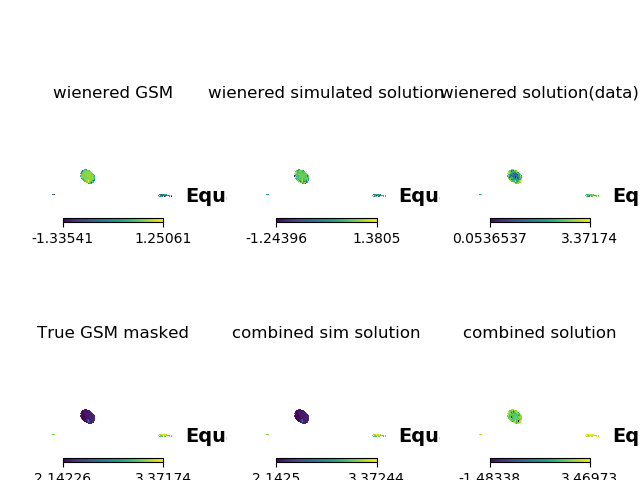 wienered GSM
wienered simulated solution
wienered solution(data)
Equ
Equ
Eq
-1.33541 1.25061
-1.24396 1.3805
0.0536537 3.37174
True GSM masked
combined sim solution
combined solution
Equ
Equ
Eq
2.14226 3.37174
2.1425 3.37244
-1.48338 3.46973